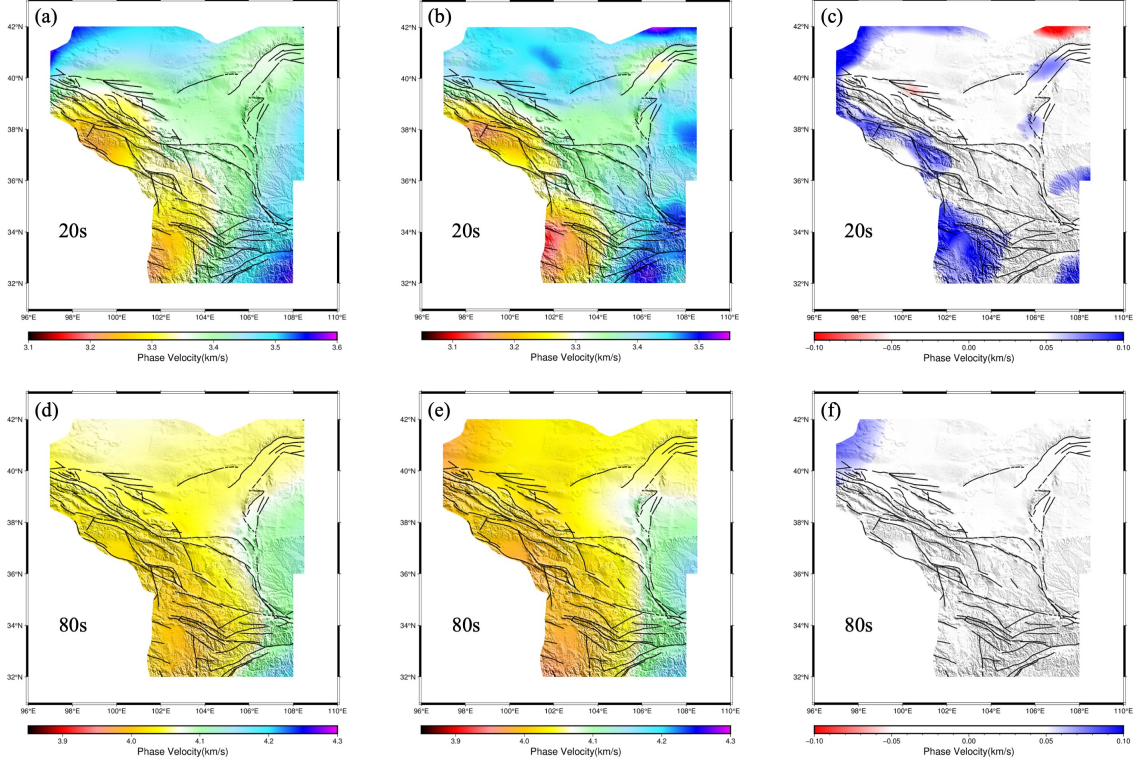 (a)
42°N
40°N
38°N
36°N
34°N
32°N
20s
96°E 98°E 100°E 102°E 104°E 106°E 108°E 110°E
3.1 3.2 3.3 3.4 3.5 3.6
Phase Velocity(km/s)
(b)
42°N
40°N
38°N
36°N
34°N
32°N
20s
96°E 98°E 100°E 102°E 104°E 106°E 108°E 110°E
3.1 3.2 3.3 3.4 3.5
Phase Velocity(km/s)
(c)
42°N
40°N
38°N
36°N
34°N
32°N
20s
96°E 98°E 100°E 102°E 104°E 106°E 108°E 110°E
−0.10 −0.05 0.00 0.05 0.10
Phase Velocity(km/s)
(d)
42°N
40°N
38°N
36°N
34°N
32°N
80s
96°E 98°E 100°E 102°E 104°E 106°E 108°E 110°E
3.9 4.0 4.1 4.2 4.3
Phase Velocity(km/s)
(e)
42°N
40°N
38°N
36°N
34°N
32°N
80s
96°E 98°E 100°E 102°E 104°E 106°E 108°E 110°E
3.9 4.0 4.1 4.2 4.3
Phase Velocity(km/s)
(f)
42°N
40°N
38°N
36°N
34°N
32°N
80s
96°E 98°E 100°E 102°E 104°E 106°E 108°E 110°E
−0.10 −0.05 0.00 0.05 0.10
Phase Velocity(km/s)